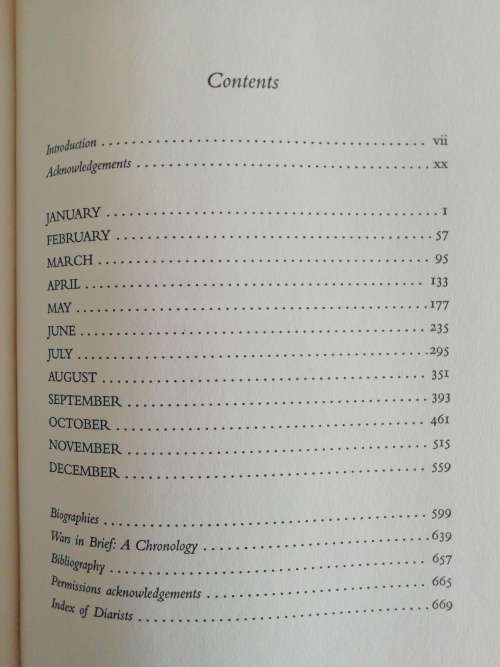 Contents
Introduction ........................................ vii
Acknowledgements ........................................ xx
JANUARY ........................................ 1
FEBRUARY ........................................ 57
MARCH ........................................ 95
APRIL ........................................ 133
MAY ........................................ 177
JUNE ........................................ 235
JULY ........................................ 295
AUGUST ........................................ 351
SEPTEMBER ........................................ 393
OCTOBER ........................................ 461
NOVEMBER ........................................ 515
DECEMBER ........................................ 559
Biographies ........................................ 599
Wars in Brief: A Chronology ........................................ 639
Bibliography ........................................ 657
Permissions acknowledgements ........................................ 665
Index of Diarists ........................................ 669